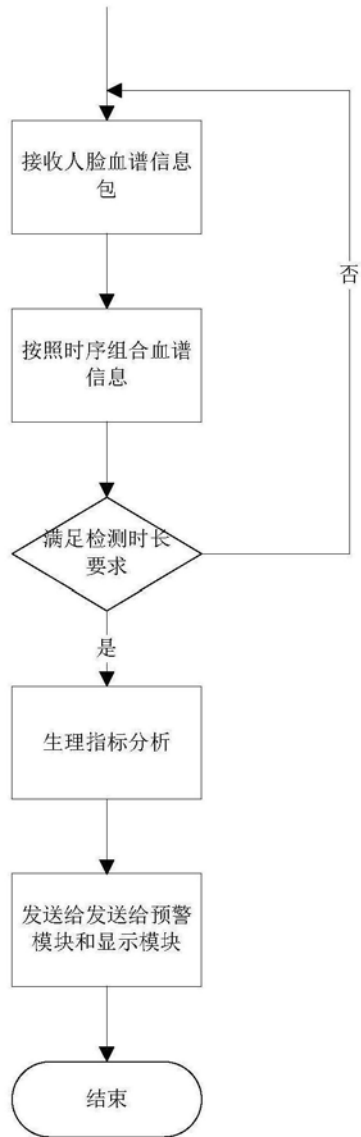 接收人脸血谱信息
包
否
按照时序组合血谱
信息
满足检测时长
要求
是
生理指标分析
发送给发送给预警
模块和显示模块
结束